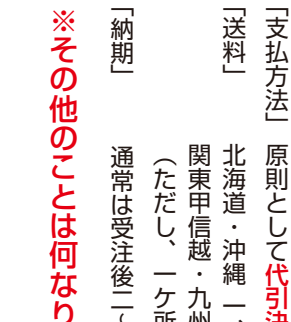 「支払方法」 原則として代引決
「送料」 北海道・沖縄 一、
関東甲信越・九州
（ただし、一ケ所
「納期」 通常は受注後二〜
※その他のことは何なり